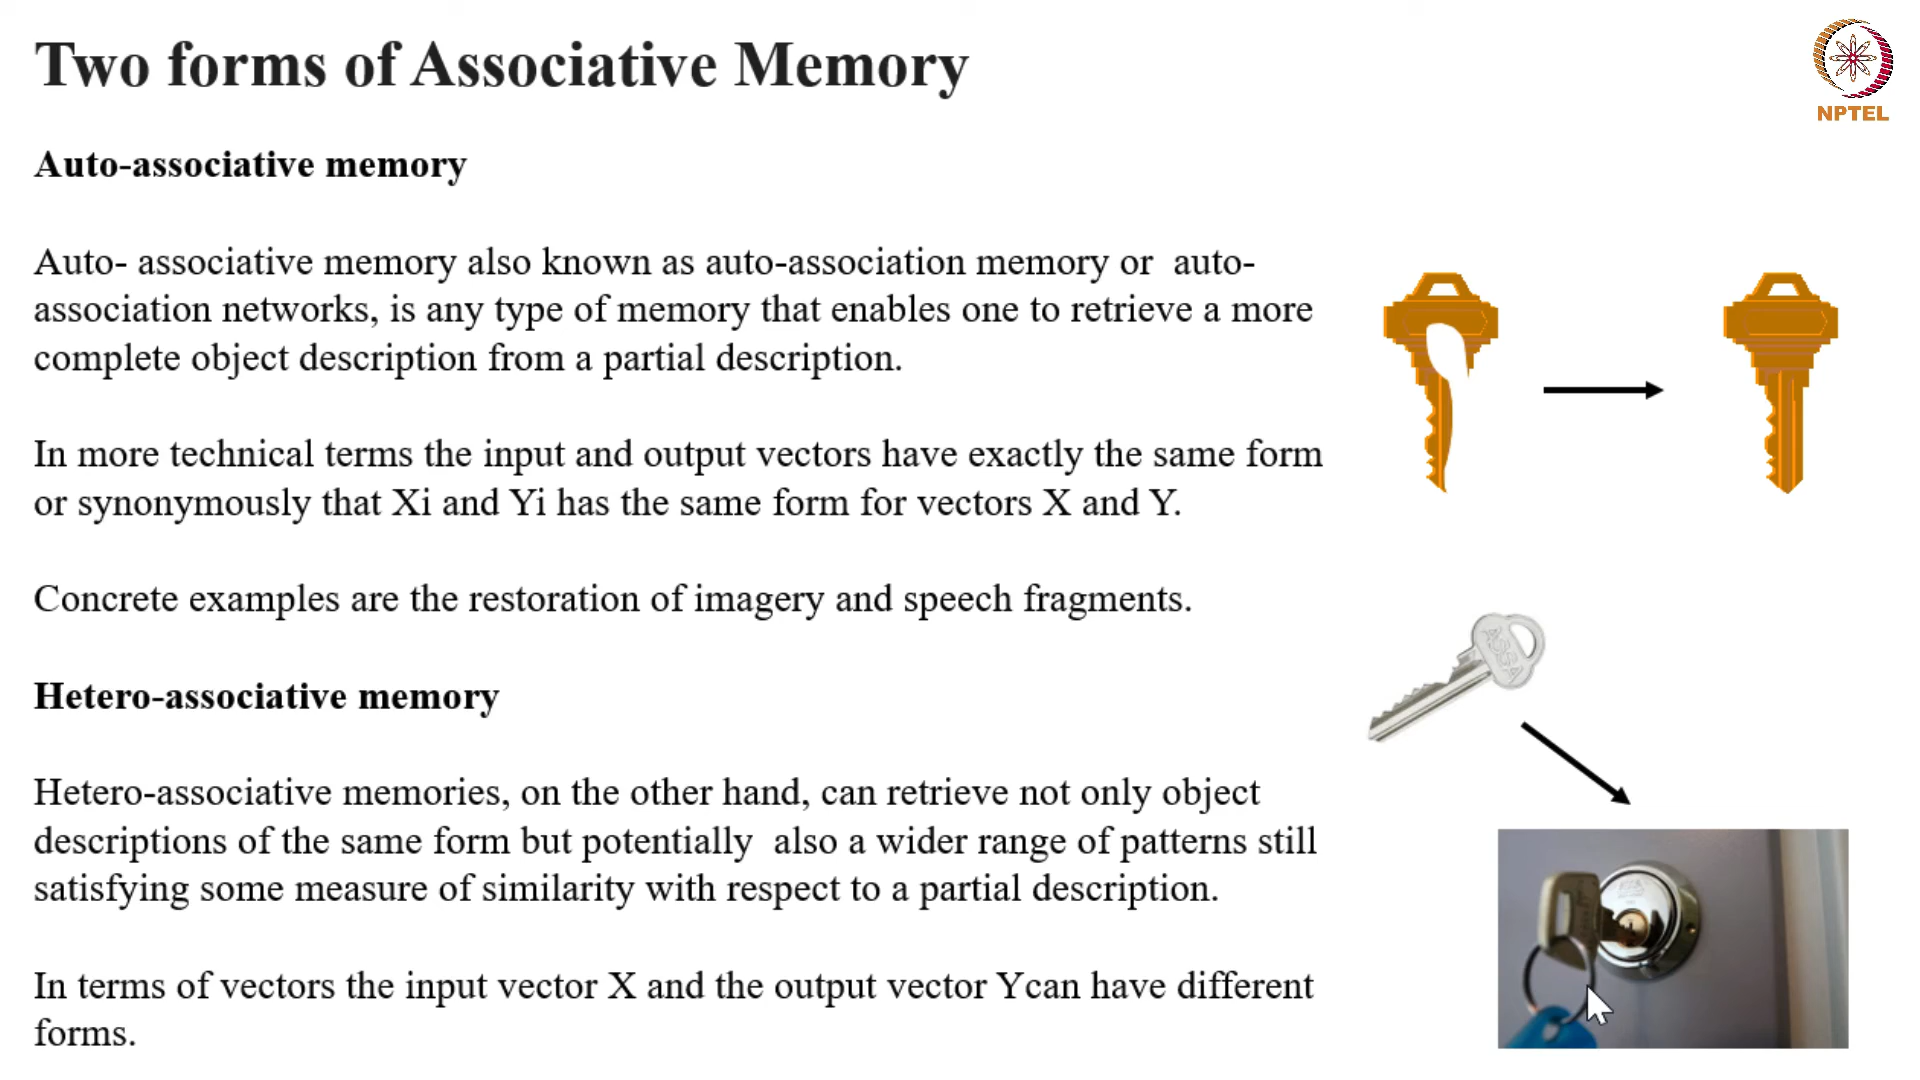 Two forms of Associative Memory
NPTEL
Auto-associative memory
Auto- associative memory also known as auto-association memory or auto-
association networks, is any type of memory that enables one to retrieve a more
complete object description from a partial description.
In more technical terms the input and output vectors have exactly the same form
or synonymously that Xi and Yi has the same form for vectors X and Y.
Concrete examples are the restoration of imagery and speech fragments.
ASSA
Hetero-associative memory
Hetero-associative memories, on the other hand, can retrieve not only object
descriptions of the same form but potentially also a wider range of patterns still
satisfying some measure of similarity with respect to a partial description.
In terms of vectors the input vector X and the output vector Ycan have different
forms.